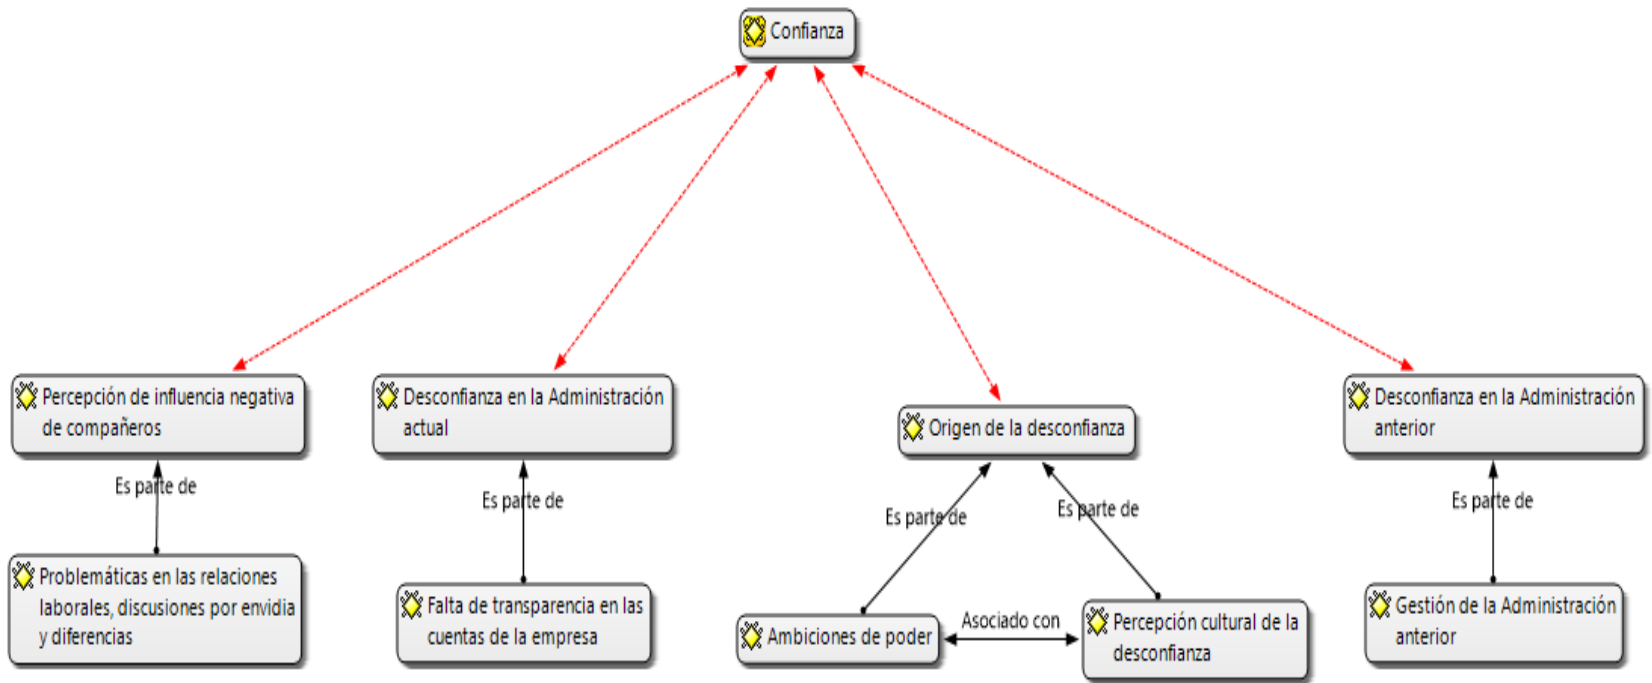 Confianza
Percepción de influencia negativa
de compañeros
Desconfianza en la Administración
actual
Origen de la desconfianza
Desconfianza en la Administración
anterior
Es parte de
Es parte de
Es parte de
Es parte de
Es parte de
Problemáticas en las relaciones
laborales, discusiones por envidia
y diferencias
Falta de transparencia en las
cuentas de la empresa
Ambiciones de poder
Asociado con
Percepción cultural de la
desconfianza
Gestión de la Administración
anterior